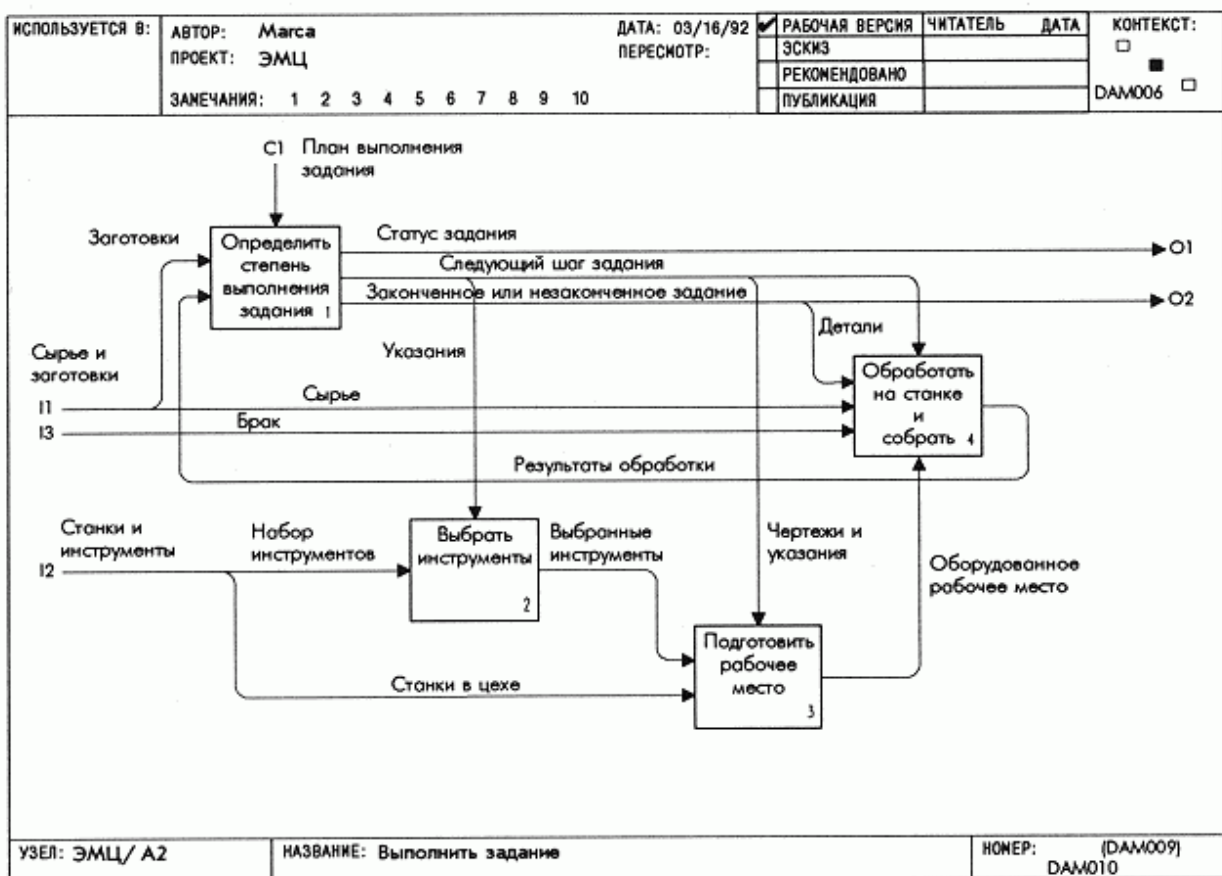 ИСПОЛЬЗУЕТСЯ В:
АВТОР: Marca
ДАТА: 03/16/92
ПРОЕКТ: ЭМЦ
ПЕРЕСМОТР:
ЗАМЕЧАНИЯ: 1 2 3 4 5 6 7 8 9 10
РАБОЧАЯ ВЕРСИЯ
ЭСКИЗ
РЕКОМЕНДОВАНО
ПУБЛИКАЦИЯ
ЧИТАТЕЛЬ ДАТА
КОНТЕКСТ:
DAM006
C1 План выполнения
задания
Заготовки
Определить
степень
выполнения
задания 1
Статус задания
O1
Следующий шаг задания
Законченное или незаконченное задание
O2
Указания
Детали
Сырье и
заготовки
Обработать
на станке
и
собрать 4
I1
Сырье
I3
Брак
Результаты обработки
Станки и
инструменты
Набор
инструментов
Выбрать
инструменты
2
Выбранные
инструменты
Чертежи и
указания
I2
Оборудованное
рабочее место
Подготовить
рабочее
место
3
Станки в цехе
УЗЕЛ: ЭМЦ/ А2
НАЗВАНИЕ: Выполнить задание
НОМЕР: (DAM009)
DAM010